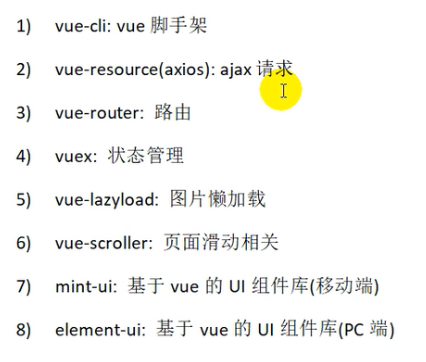 1) vue-cli: vue 脚手架
2) vue-resource(axios): ajax 请求
3) vue-router: 路由
4) vuex: 状态管理
5) vue-lazyload: 图片懒加载
6) vue-scroller: 页面滑动相关
7) mint-ui: 基于 vue 的 UI 组件库(移动端)
8) element-ui: 基于 vue 的 UI 组件库(PC 端)